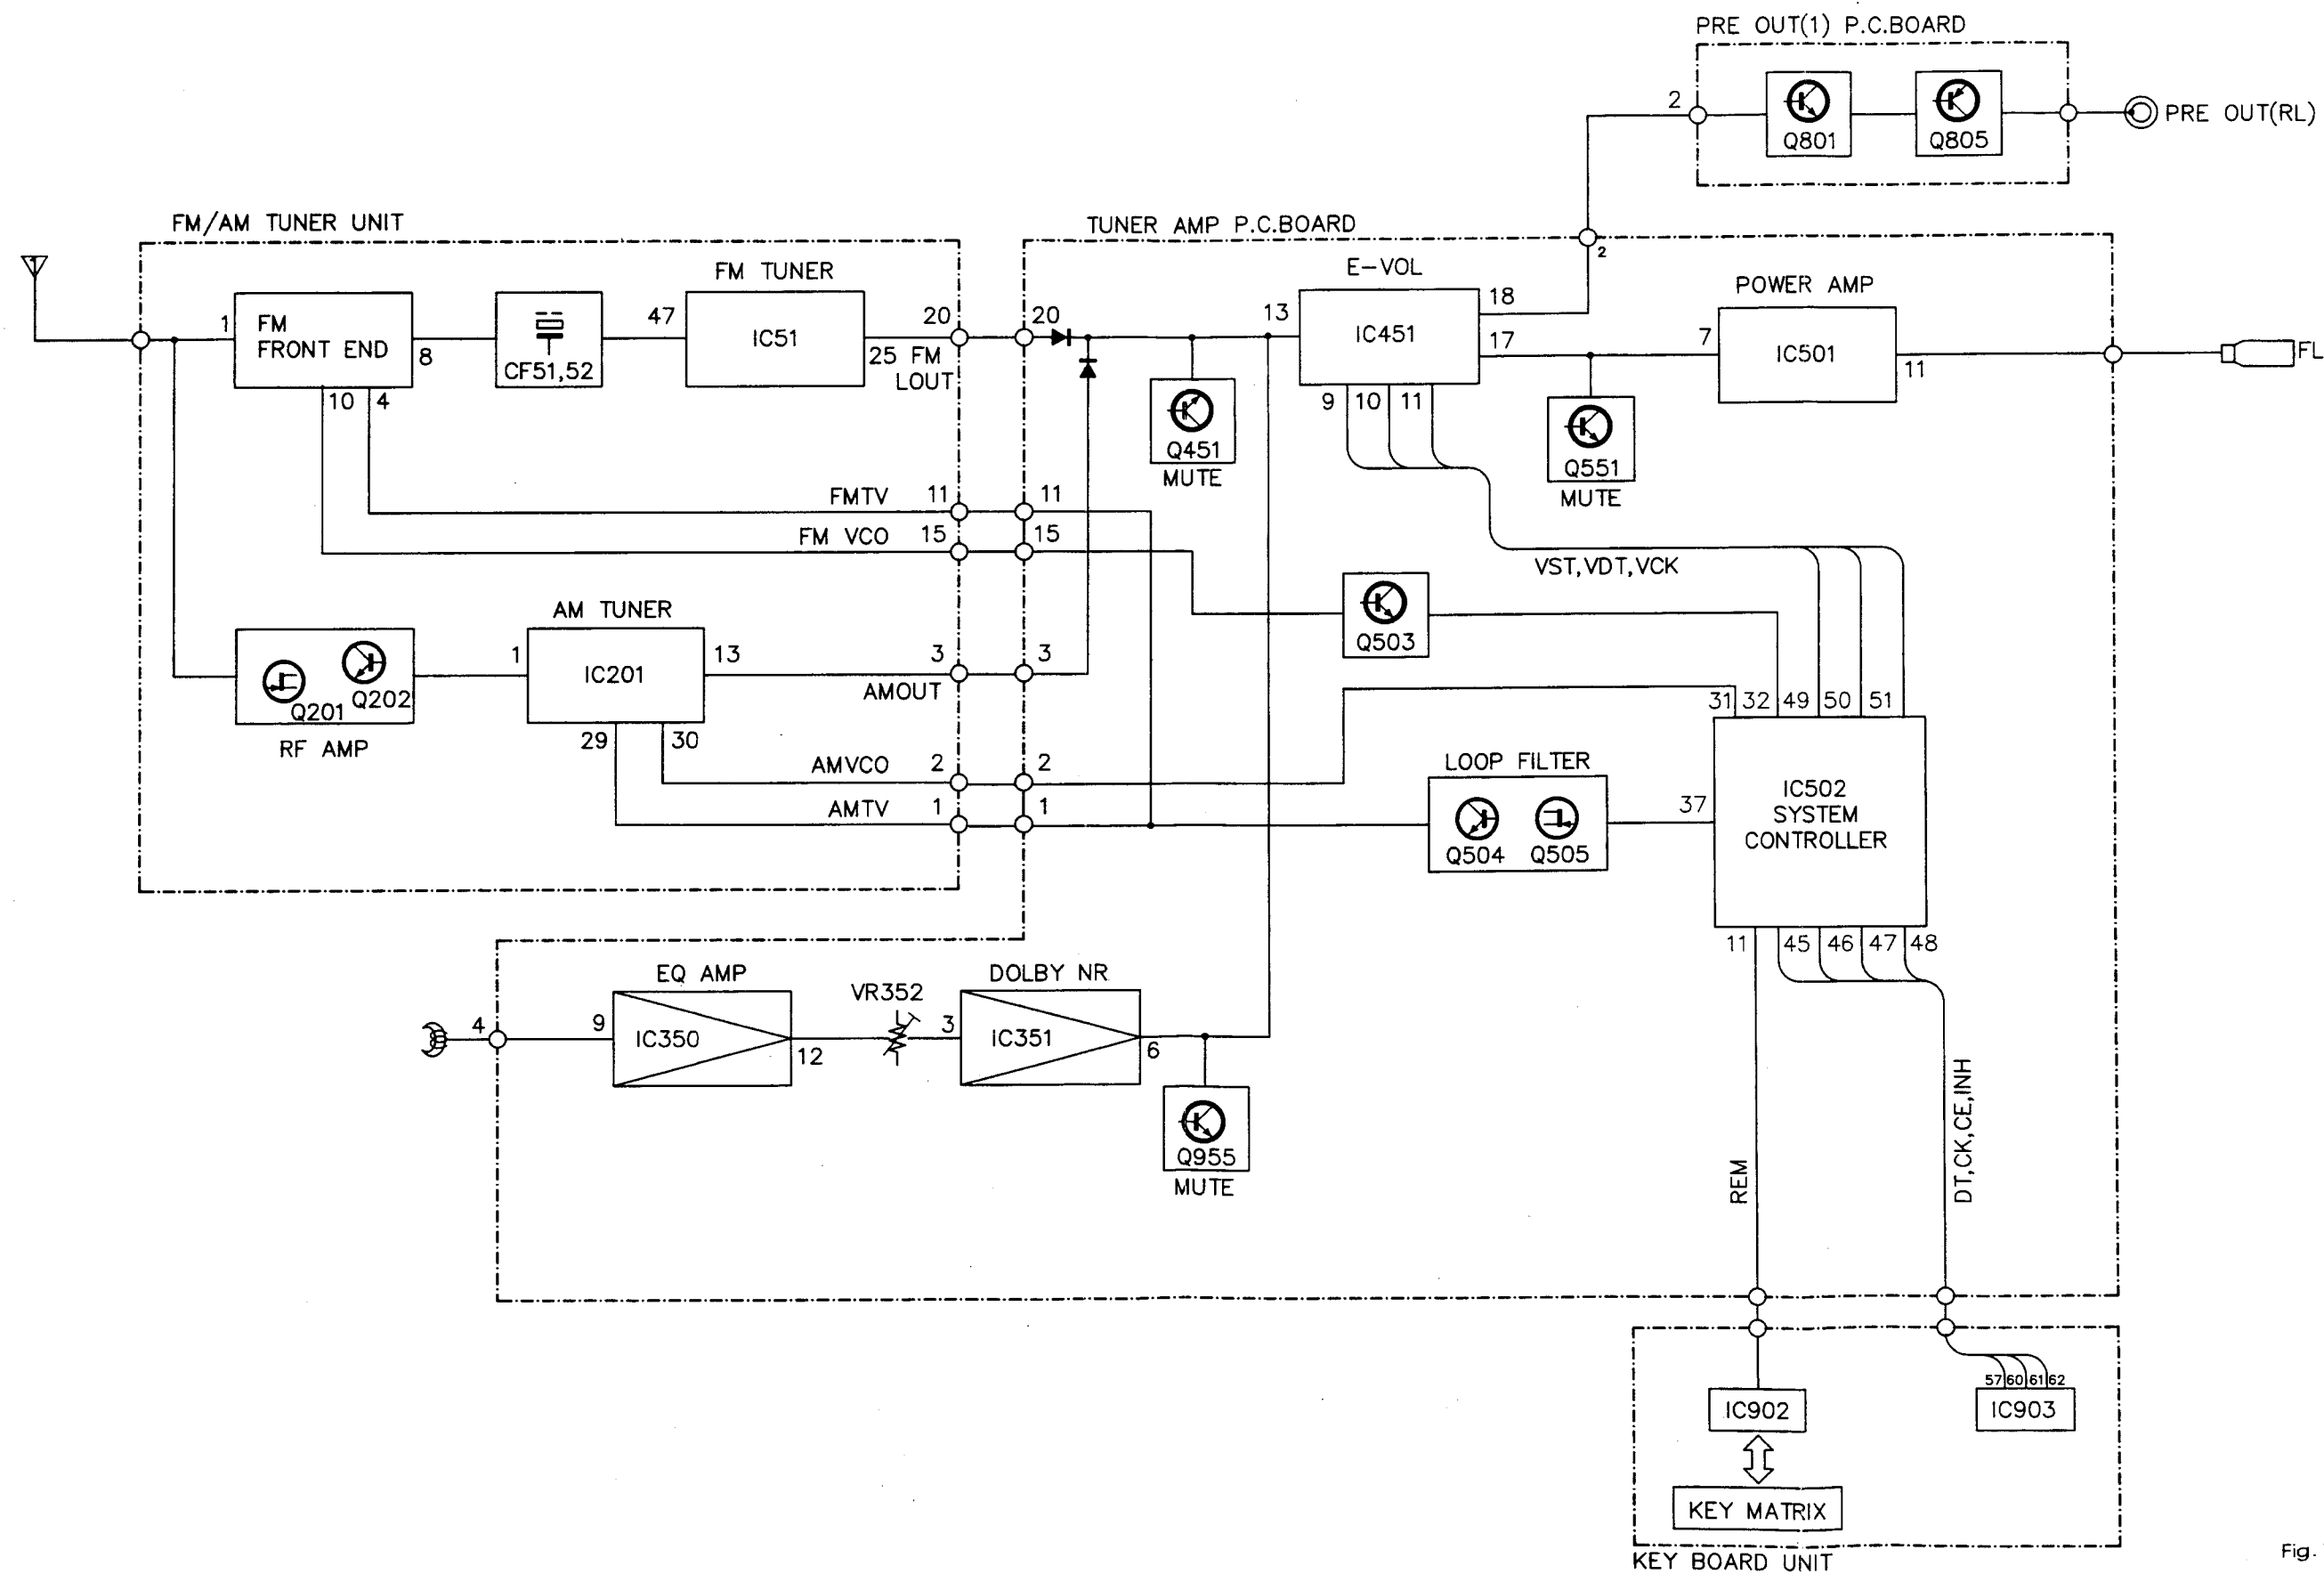 PRE OUT(1) P.C.BOARD
2
Q801
Q805
PRE OUT(RL)
FM/AM TUNER UNIT
TUNER AMP P.C.BOARD
2
FM TUNER
E-VOL
POWER AMP
1
FM
FRONT END
8
CF51,52
47
IC51
20
25 FM
LOUT
20
13
IC451
18
17
7
IC501
11
FL
10
4
9
10
11
Q451
MUTE
Q551
MUTE
FMTV
11
11
FM VCO
15
15
VST,VDT,VCK
Q503
AM TUNER
Q201
Q202
RF AMP
1
IC201
13
3
AMOUT
3
29
30
31
32
49
50
51
AMVCO
2
2
AMTV
1
1
LOOP FILTER
Q504
Q505
37
IC502
SYSTEM
CONTROLLER
11
45
46
47
48
EQ AMP
VR352
DOLBY NR
4
9
IC350
12
3
IC351
6
Q955
MUTE
REM
DT,CK,CE,INH
57
60
61
62
IC902
IC903
KEY MATRIX
KEY BOARD UNIT
Fig.